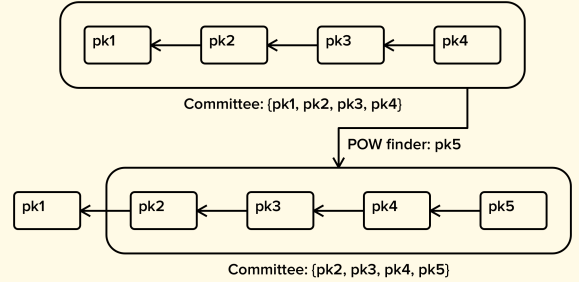 pk1 pk2 pk3 pk4
Committee: {pk1, pk2, pk3, pk4}
POW finder: pk5
pk1 pk2 pk3 pk4 pk5
Committee: {pk2, pk3, pk4, pk5}